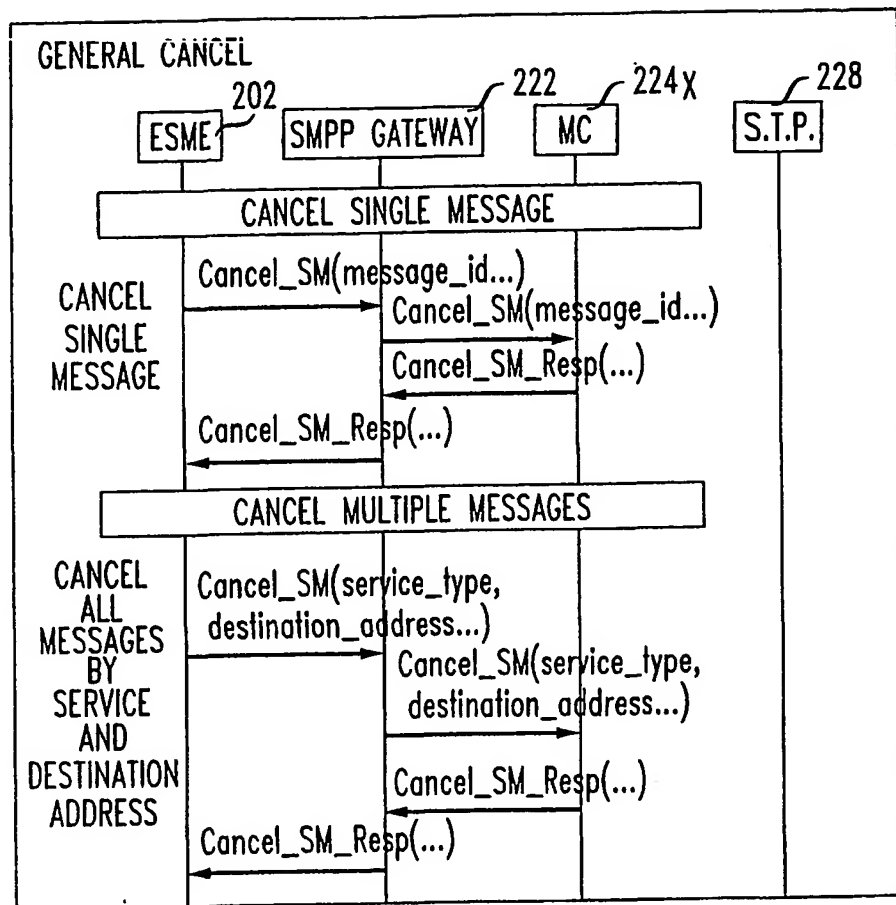 GENERAL CANCEL
202
222
224X
228
ESME
SMPP GATEWAY
MC
S.T.P.
CANCEL SINGLE MESSAGE
CANCEL
SINGLE
MESSAGE
Cancel_SM(message_id...)
Cancel_SM(message_id...)
Cancel_SM_Resp(...)
Cancel_SM_Resp(...)
CANCEL MULTIPLE MESSAGES
CANCEL
ALL
MESSAGES
BY
SERVICE
AND
DESTINATION
ADDRESS
Cancel_SM(service_type,
destination_address...)
Cancel_SM(service_type,
destination_address...)
Cancel_SM_Resp(...)
Cancel_SM_Resp(...)